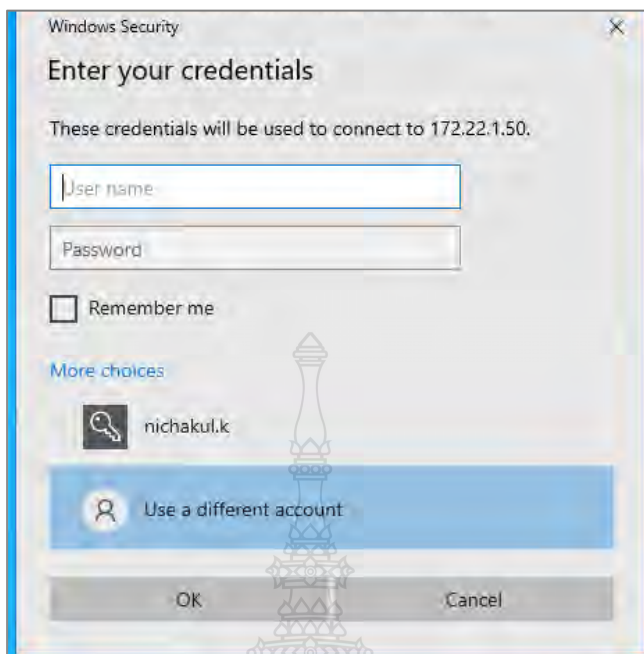 Windows Security
Enter your credentials
These credentials will be used to connect to 172.22.1.50.
User name
Password
Remember me
More choices
nichakul.k
Use a different account
OK Cancel